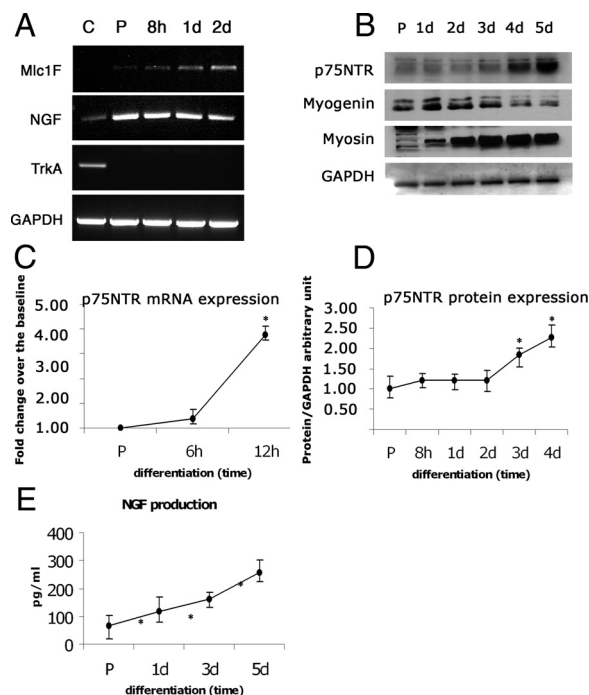 A
C P 8h 1d 2d
Mlc1F
NGF
TrkA
GAPDH
B
P 1d 2d 3d 4d 5d
p75NTR
Myogenin
Myosin
GAPDH
C
p75NTR mRNA expression
Fold change over the baseline
5.00
4.00
3.00
2.00
1.00
*
P 6h 12h
differentiation (time)
D
p75NTR protein expression
Protein/GAPDH arbitrary unit
3.00
2.50
2.00
1.50
1.00
0.50
* *
P 8h 1d 2d 3d 4d
differentiation (time)
E
NGF production
pg/ml
400
300
200
100
0
* * *
P 1d 3d 5d
differentiation (time)